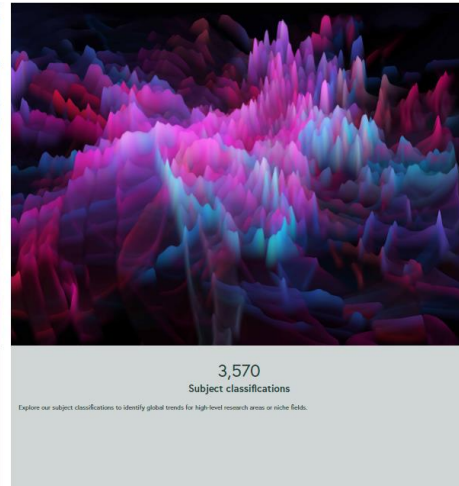 3,570
Subject classifications
Explore our subject classifications to identify global trends for high-level research areas or niche fields.